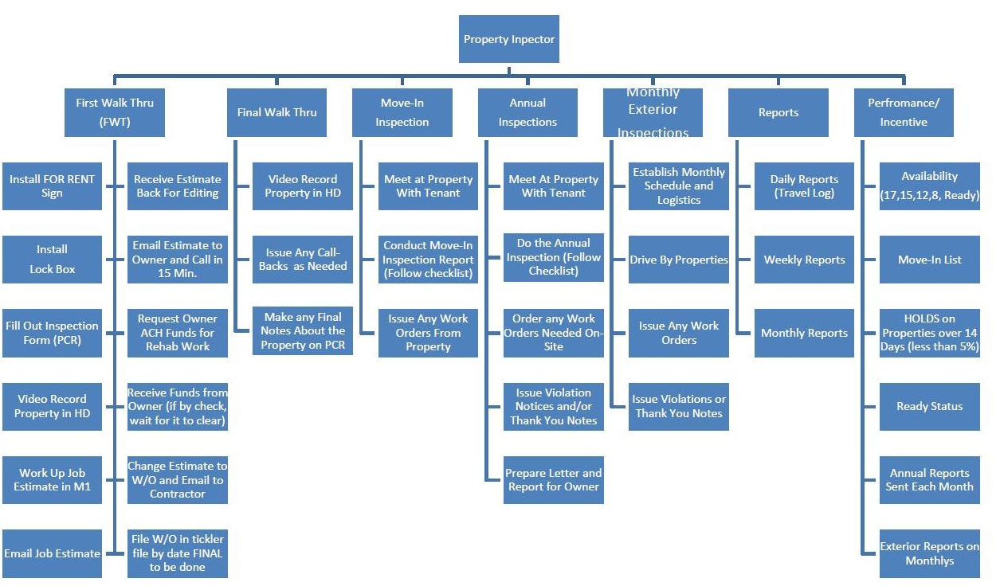 Property Inpector
First Walk Thru
(FWT)
Final Walk Thru
Move-In
Inspection
Annual
Inspections
Monthly
Exterior
Inspections
Reports
Perfromance/
Incentive
Install FOR RENT
Sign
Install
Lock Box
Fill Out Inspection
Form (PCR)
Video Record
Property in HD
Work Up Job
Estimate in M1
Email Job Estimate
Receive Estimate
Back For Editing
Email Estimate to
Owner and Call in
15 Min.
Request Owner
ACH Funds for
Rehab Work
Receive Funds from
Owner (if by check,
wait for it to clear)
Change Estimate to
W/O and Email to
Contractor
File W/O in tickler
file by date FINAL
to be done
Video Record
Property in HD
Issue Any Call-
Backs as Needed
Make any Final
Notes About the
Property on PCR
Meet at Property
With Tenant
Conduct Move-In
Inspection Report
(Follow checklist)
Issue Any Work
Orders From
Property
Meet At Property
With Tenant
Do the Annual
Inspection (Follow
Checklist)
Order any Work
Orders Needed On-
Site
Issue Violation
Notices and/or
Thank You Notes
Prepare Letter and
Report for Owner
Establish Monthly
Schedule and
Logistics
Drive By Properties
Issue Any Work
Orders
Issue Violations or
Thank You Notes
Daily Reports
(Travel Log)
Weekly Reports
Monthly Reports
Availability
(17,15,12,8, Ready)
Move-In List
HOLDS on
Properties over 14
Days (less than 5%)
Ready Status
Annual Reports
Sent Each Month
Exterior Reports on
Monthlys